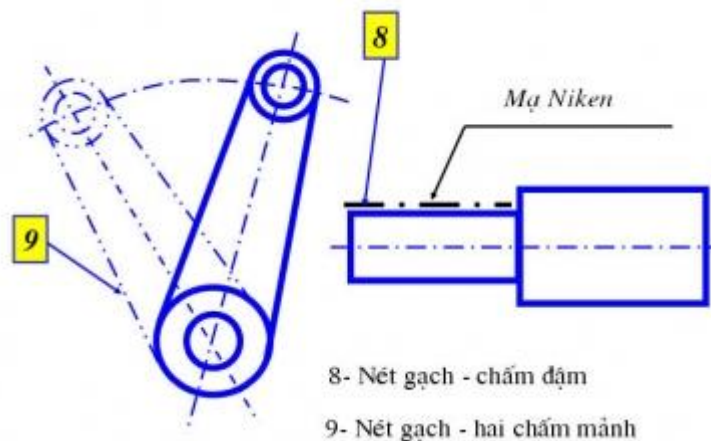 8
Mạ Niken
9
8- Nét gạch - chấm đậm
9- Nét gạch - hai chấm mảnh